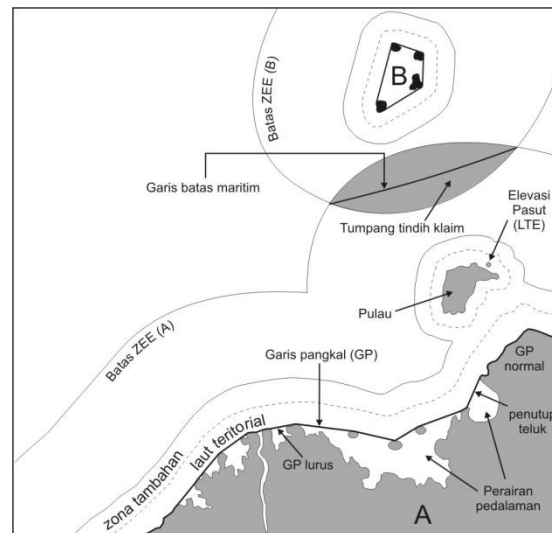 B
Batas ZEE (B)
Garis batas maritim
Tumpang tindih klaim
Elevasi
Pasut
(LTE)
Pulau
Batas ZEE (A)
Garis pangkal (GP)
GP
normal
laut teritorial
zona tambahan
GP lurus
penutup
teluk
Perairan
pedalaman
A